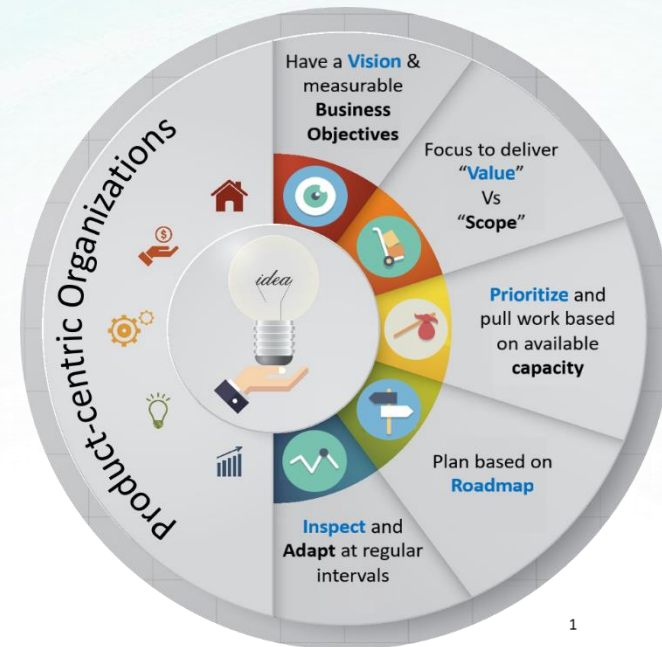 Product-centric Organizations
idea
Have a Vision &
measurable
Business
Objectives
Focus to deliver
“Value”
Vs
“Scope”
Prioritize and
pull work based
on available
capacity
Plan based on
Roadmap
Inspect and
Adapt at regular
intervals
$
1